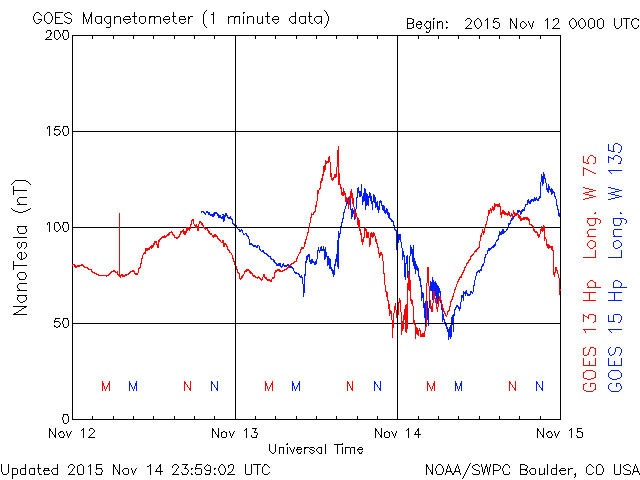 GOES Magnetometer (1 minute data)
Begin: 2015 Nov 12 0000 UTC
200
150
100
50
0
NanoTesla (nT)
M M N N M M N N M M N N
Nov 12 Nov 13 Nov 14 Nov 15
Universal Time
GOES 13 Hp Long. W 75
GOES 15 Hp Long. W 135
Updated 2015 Nov 14 23:59:02 UTC
NOAA/SWPC Boulder, CO USA